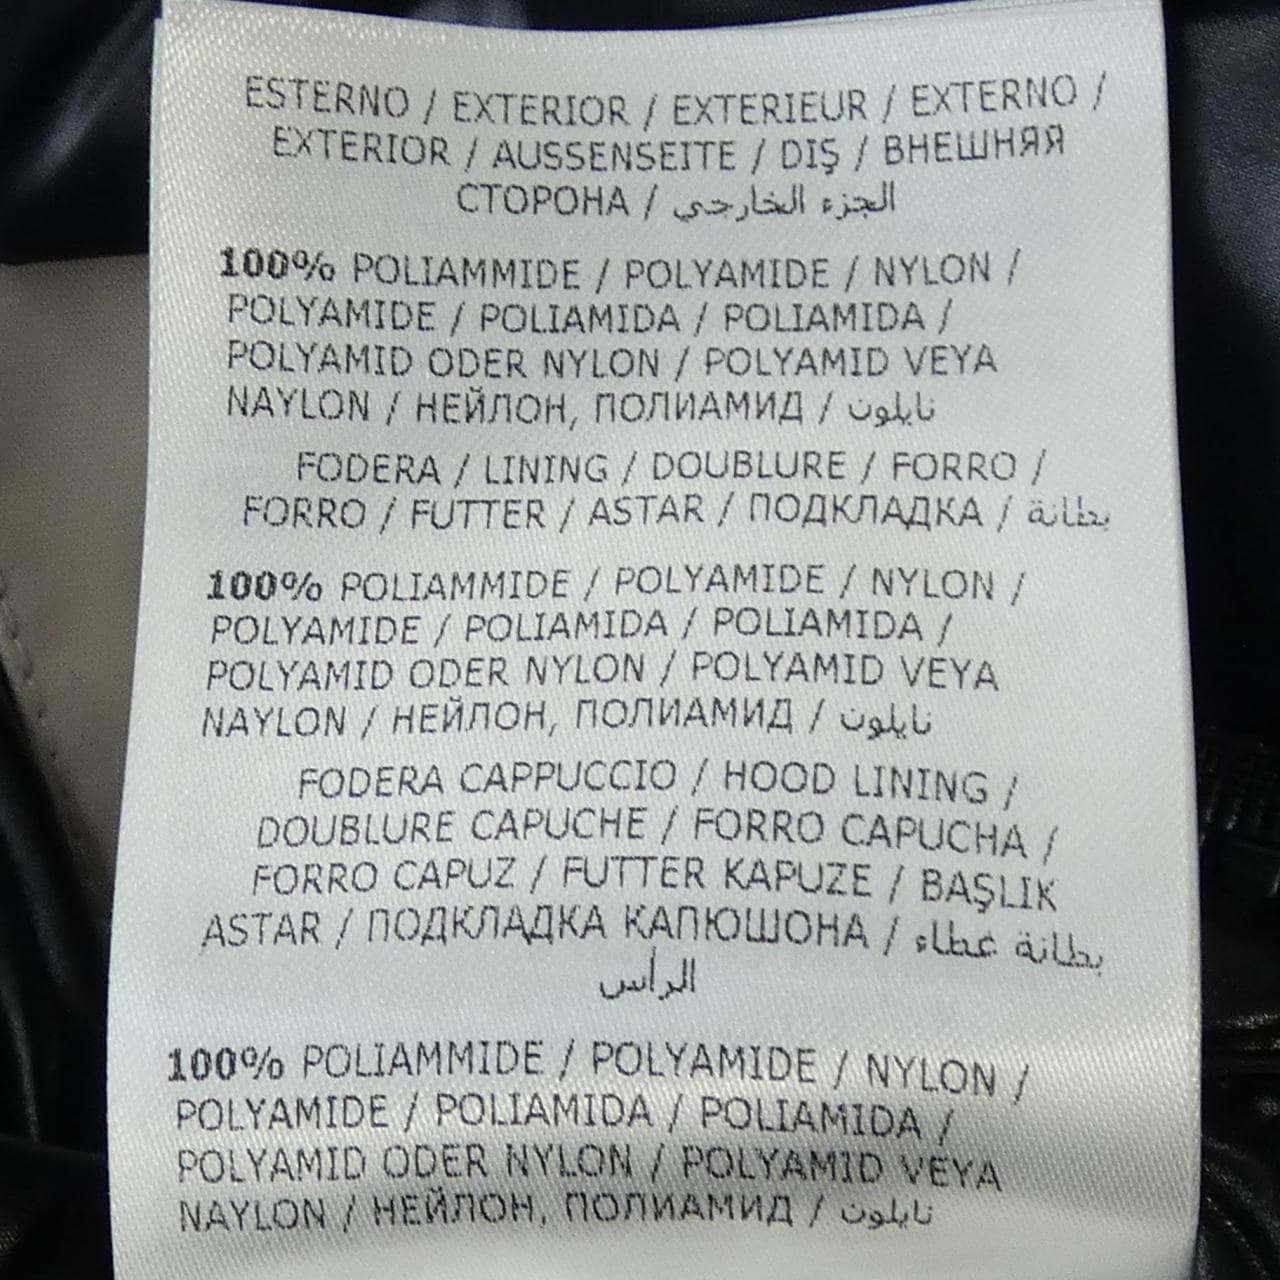 ESTERNO / EXTERIOR / EXTERIEUR / EXTERNO /
EXTERIOR / AUSSENSEITE / DIŞ / ВНЕШНЯЯ
СТОРОНА / الجزء الخارجي
100% POLIAMMIDE / POLYAMIDE / NYLON /
POLYAMIDE / POLIAMIDA / POLIAMIDA /
POLYAMID ODER NYLON / POLYAMID VEYA
NAYLON / НЕЙЛОН, ПОЛИАМИД / نايلون
FODERA / LINING / DOUBLURE / FORRO /
FORRO / FUTTER / ASTAR / ПОДКЛАДКА / بطانة
100% POLIAMMIDE / POLYAMIDE / NYLON /
POLYAMIDE / POLIAMIDA / POLIAMIDA /
POLYAMID ODER NYLON / POLYAMID VEYA
NAYLON / НЕЙЛОН, ПОЛИАМИД / نايلون
FODERA CAPPUCCIO / HOOD LINING /
DOUBLURE CAPUCHE / FORRO CAPUCHA /
FORRO CAPUZ / FUTTER KAPUZE / BAŞLIK
ASTAR / ПОДКЛАДКА КАПЮШОНА / بطانة غطاء
الرأس
100% POLIAMMIDE / POLYAMIDE / NYLON /
POLYAMIDE / POLIAMIDA / POLIAMIDA /
POLYAMID ODER NYLON / POLYAMID VEYA
NAYLON / НЕЙЛОН, ПОЛИАМИД / نايلون